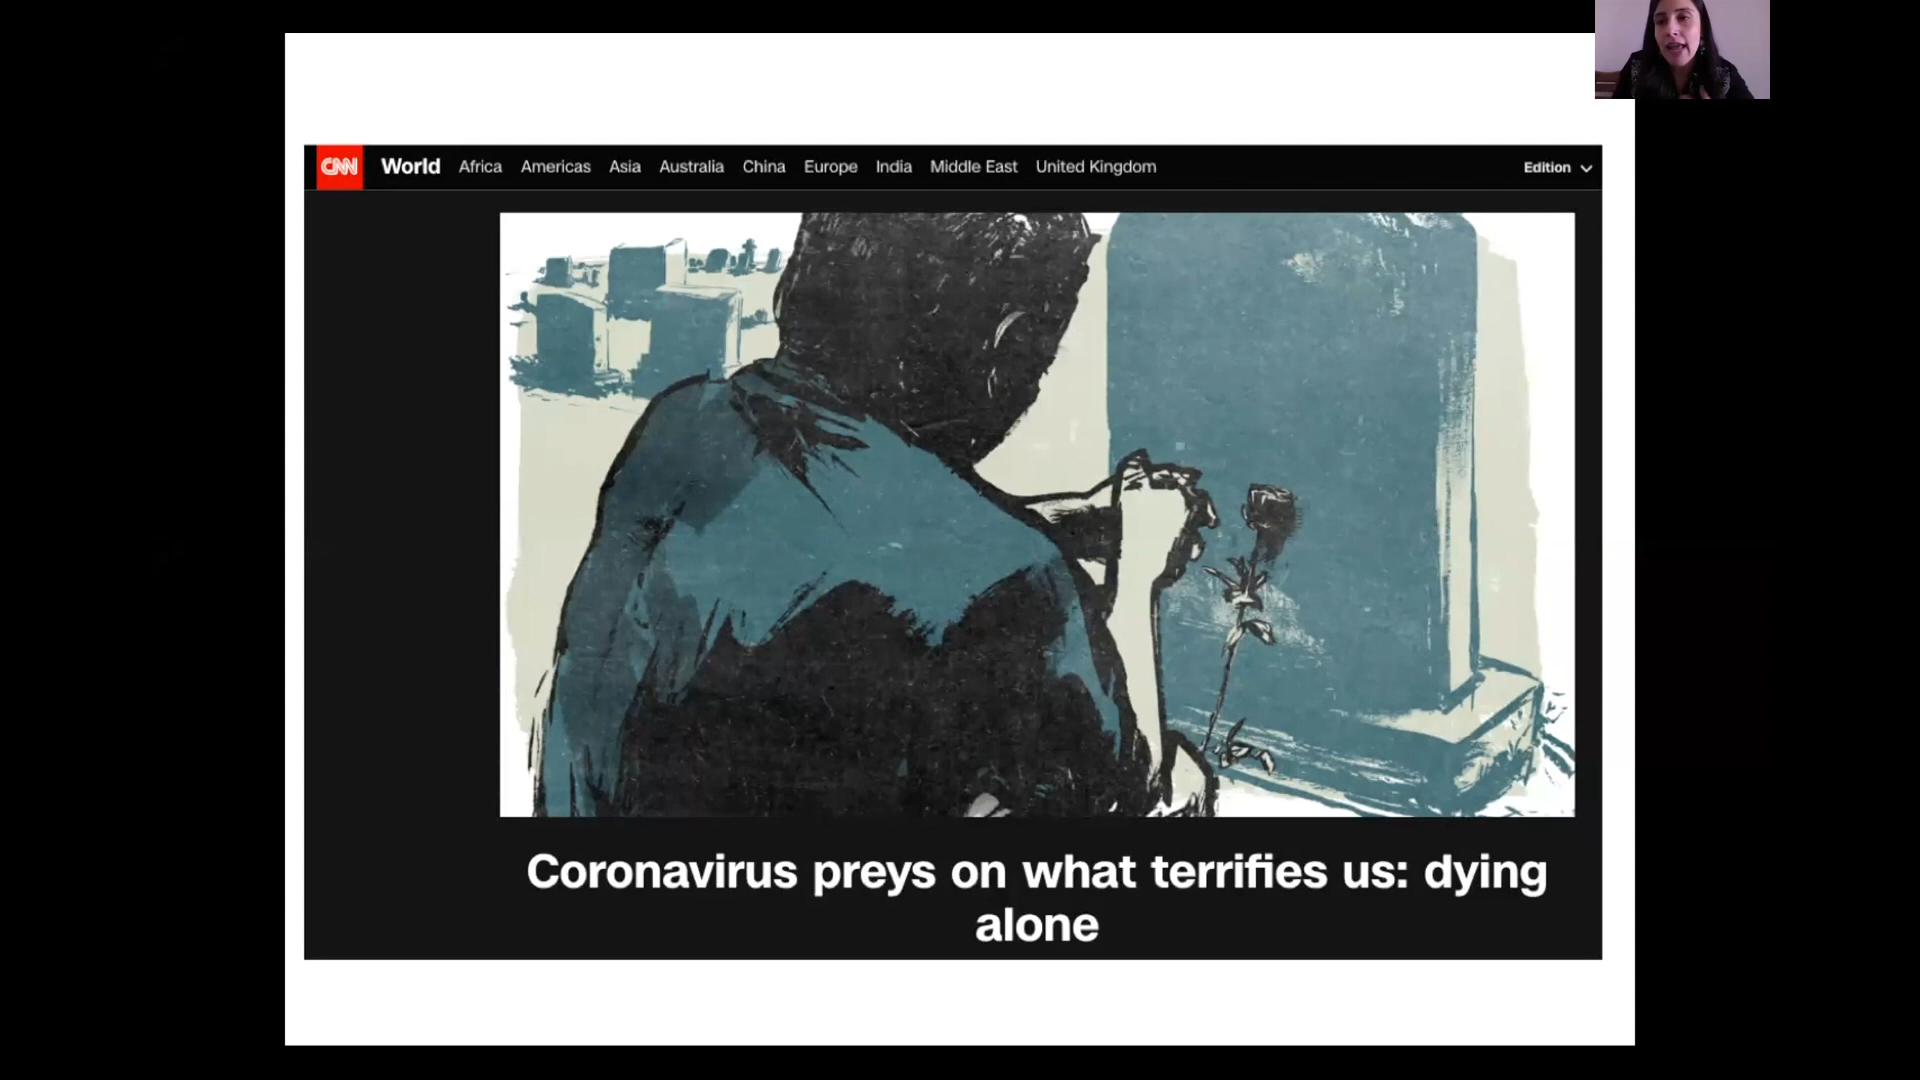 CNN World Africa Americas Asia Australia China Europe India Middle East United Kingdom Edition
Coronavirus preys on what terrifies us: dying
alone